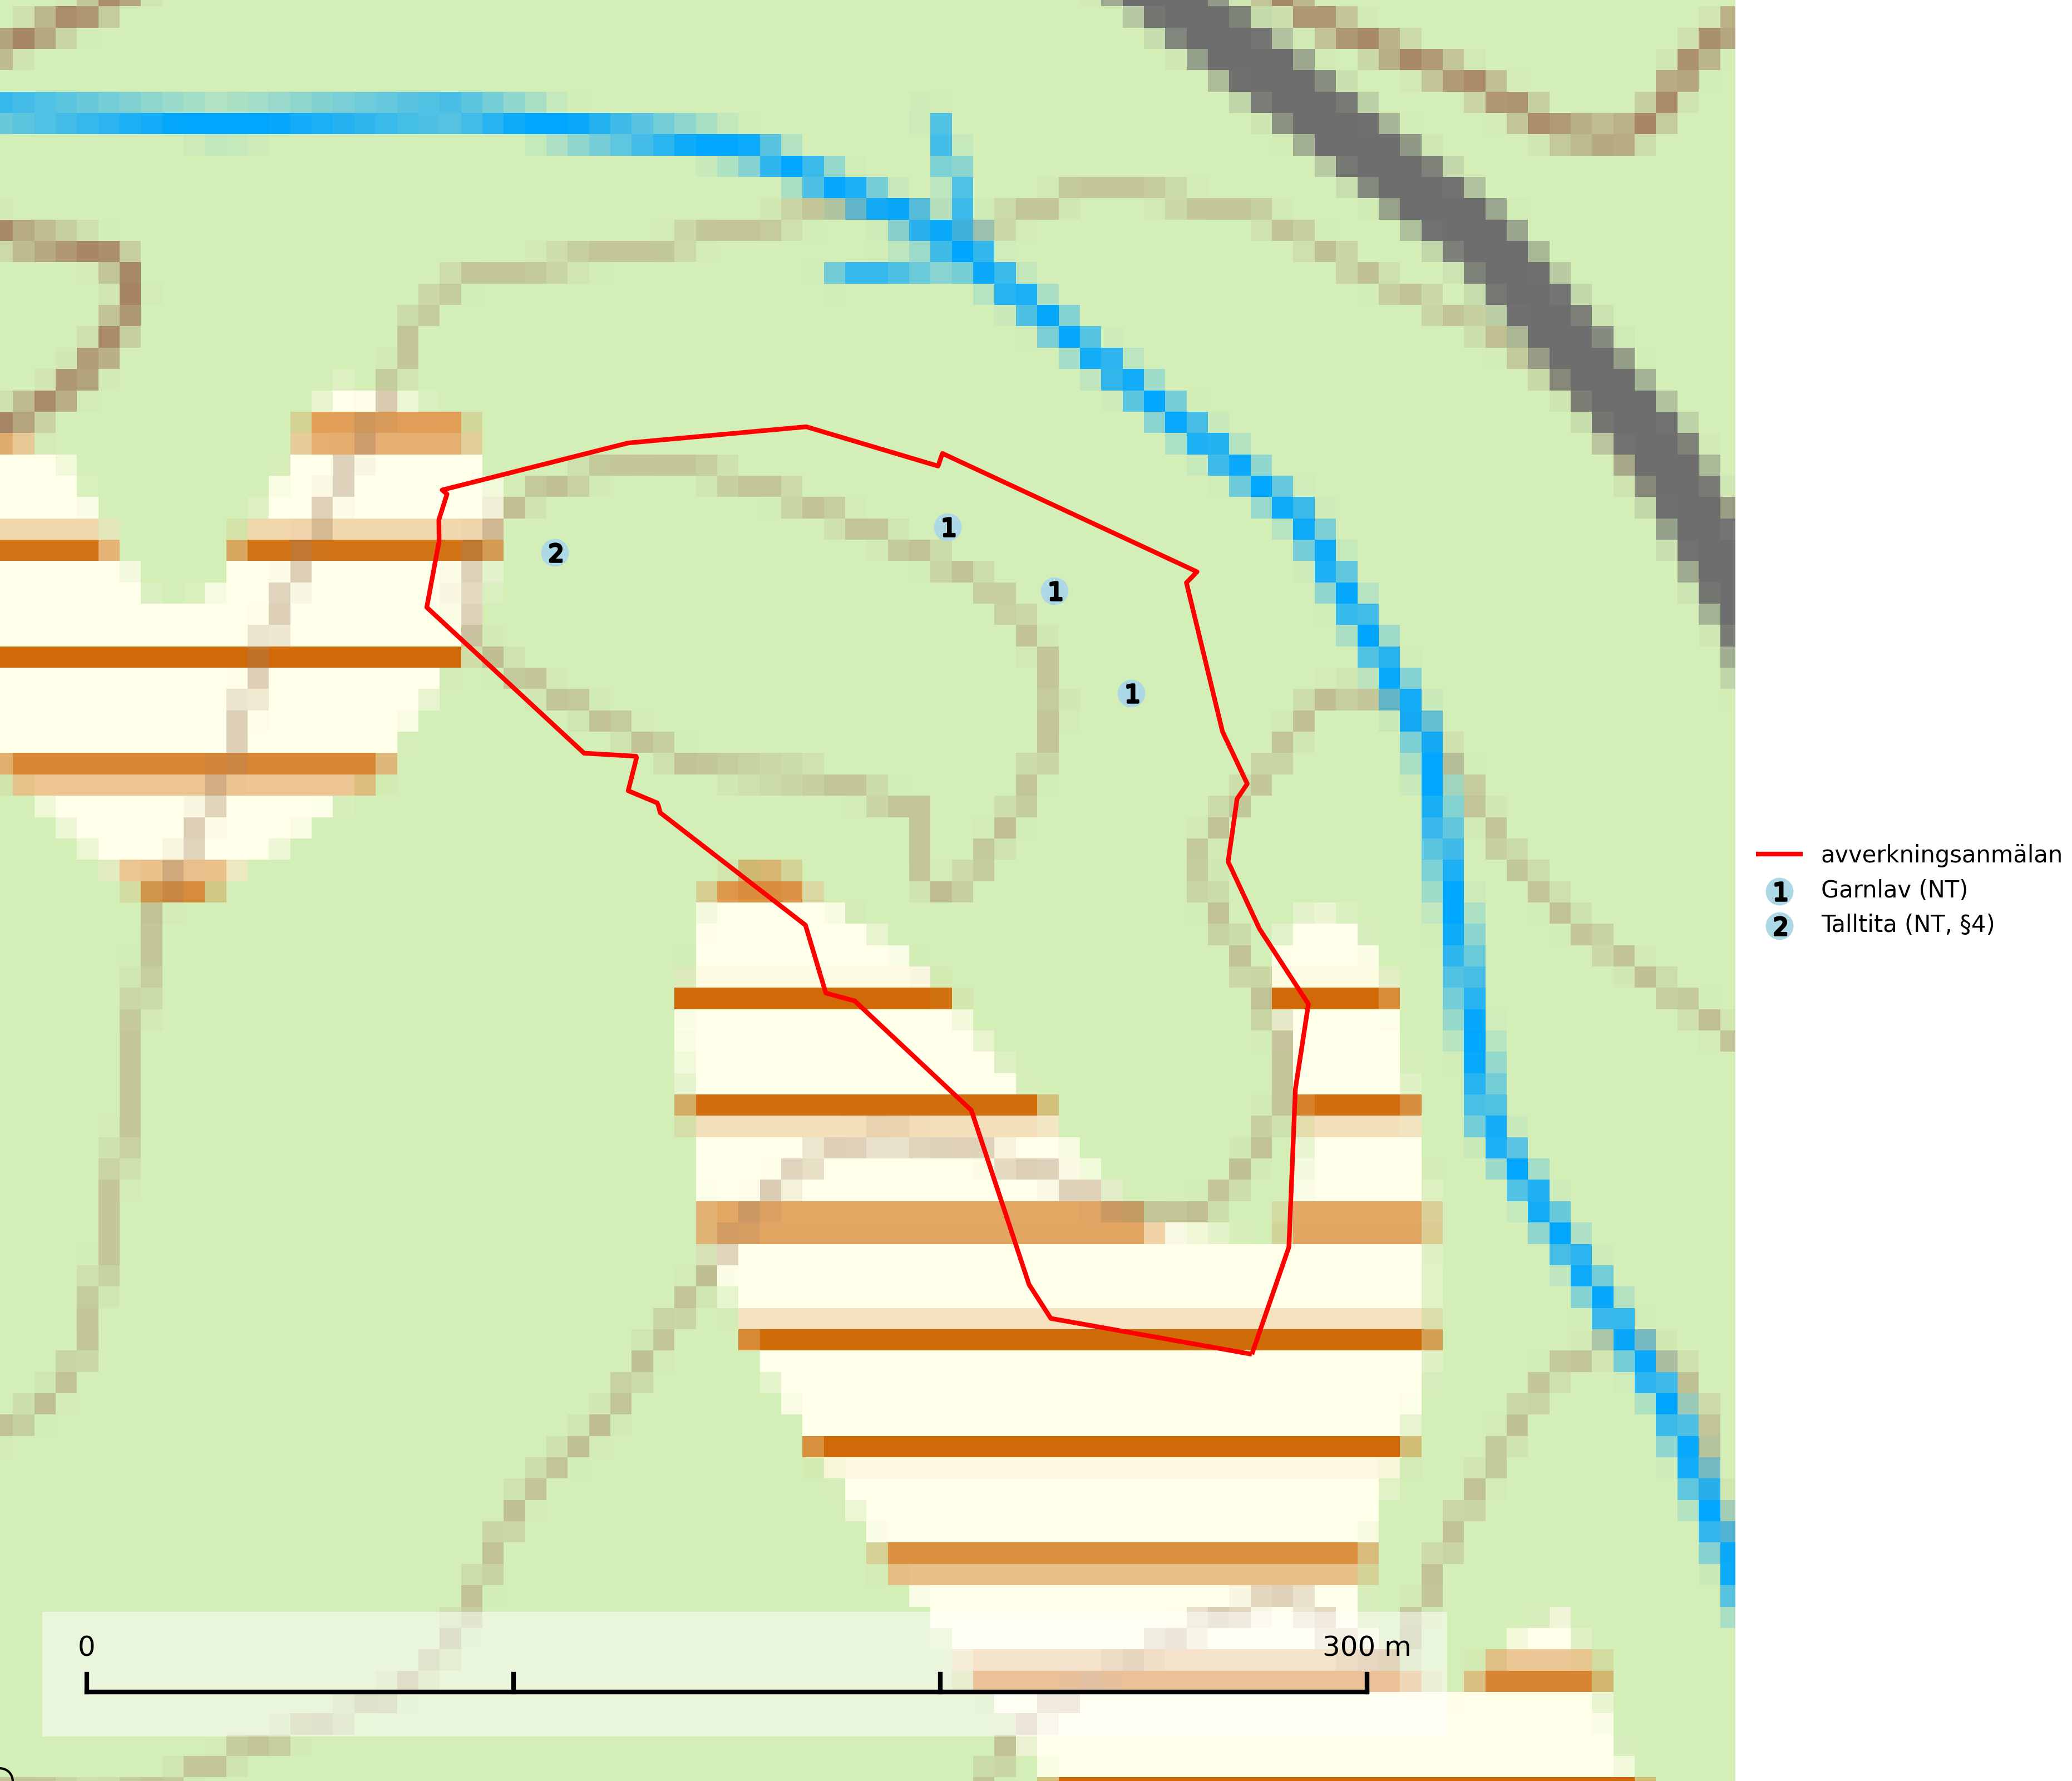 1
2
1
1
avverkningsanmälan
1 Garnlav (NT)
2 Talltita (NT, §4)
0 300 m